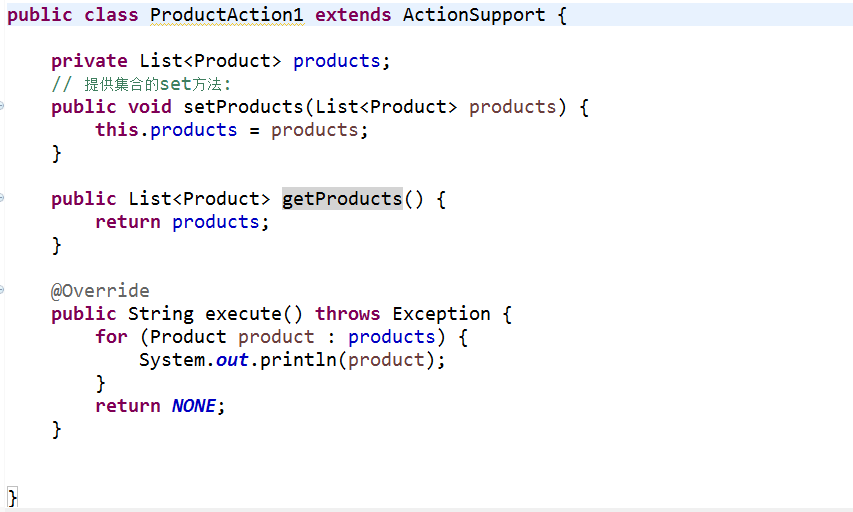 public class ProductAction1 extends ActionSupport {
private List<Product> products;
// 提供集合的set方法:
public void setProducts(List<Product> products) {
this.products = products;
}
public List<Product> getProducts() {
return products;
}
@Override
public String execute() throws Exception {
for (Product product : products) {
System.out.println(product);
}
return NONE;
}
}